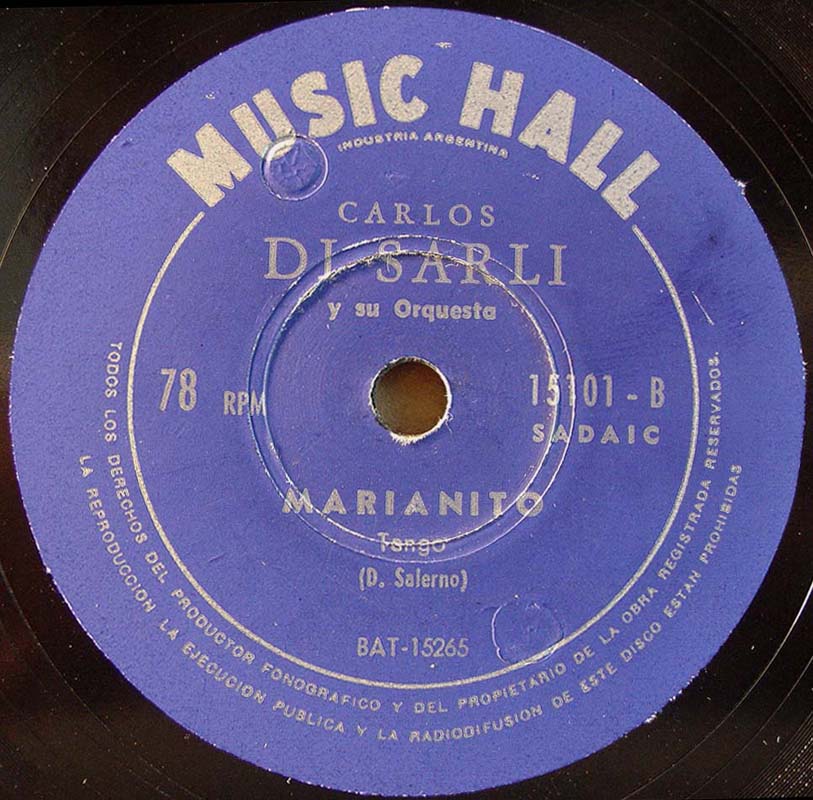 MUSIC HALL
INDUSTRIA ARGENTINA
CARLOS
DI SARLI
y su Orquesta
78 RPM
15101 - B
SADAIC
MARIANITO
Tango
(D. Salerno)
BAT-15265
TODOS LOS DERECHOS DEL PRODUCTOR FONOGRAFICO Y DEL PROPIETARIO DE LA OBRA REGISTRADA RESERVADOS.
LA REPRODUCCION LA EJECUCION PUBLICA Y LA RADIODIFUSION DE ESTE DISCO ESTAN PROHIBIDAS